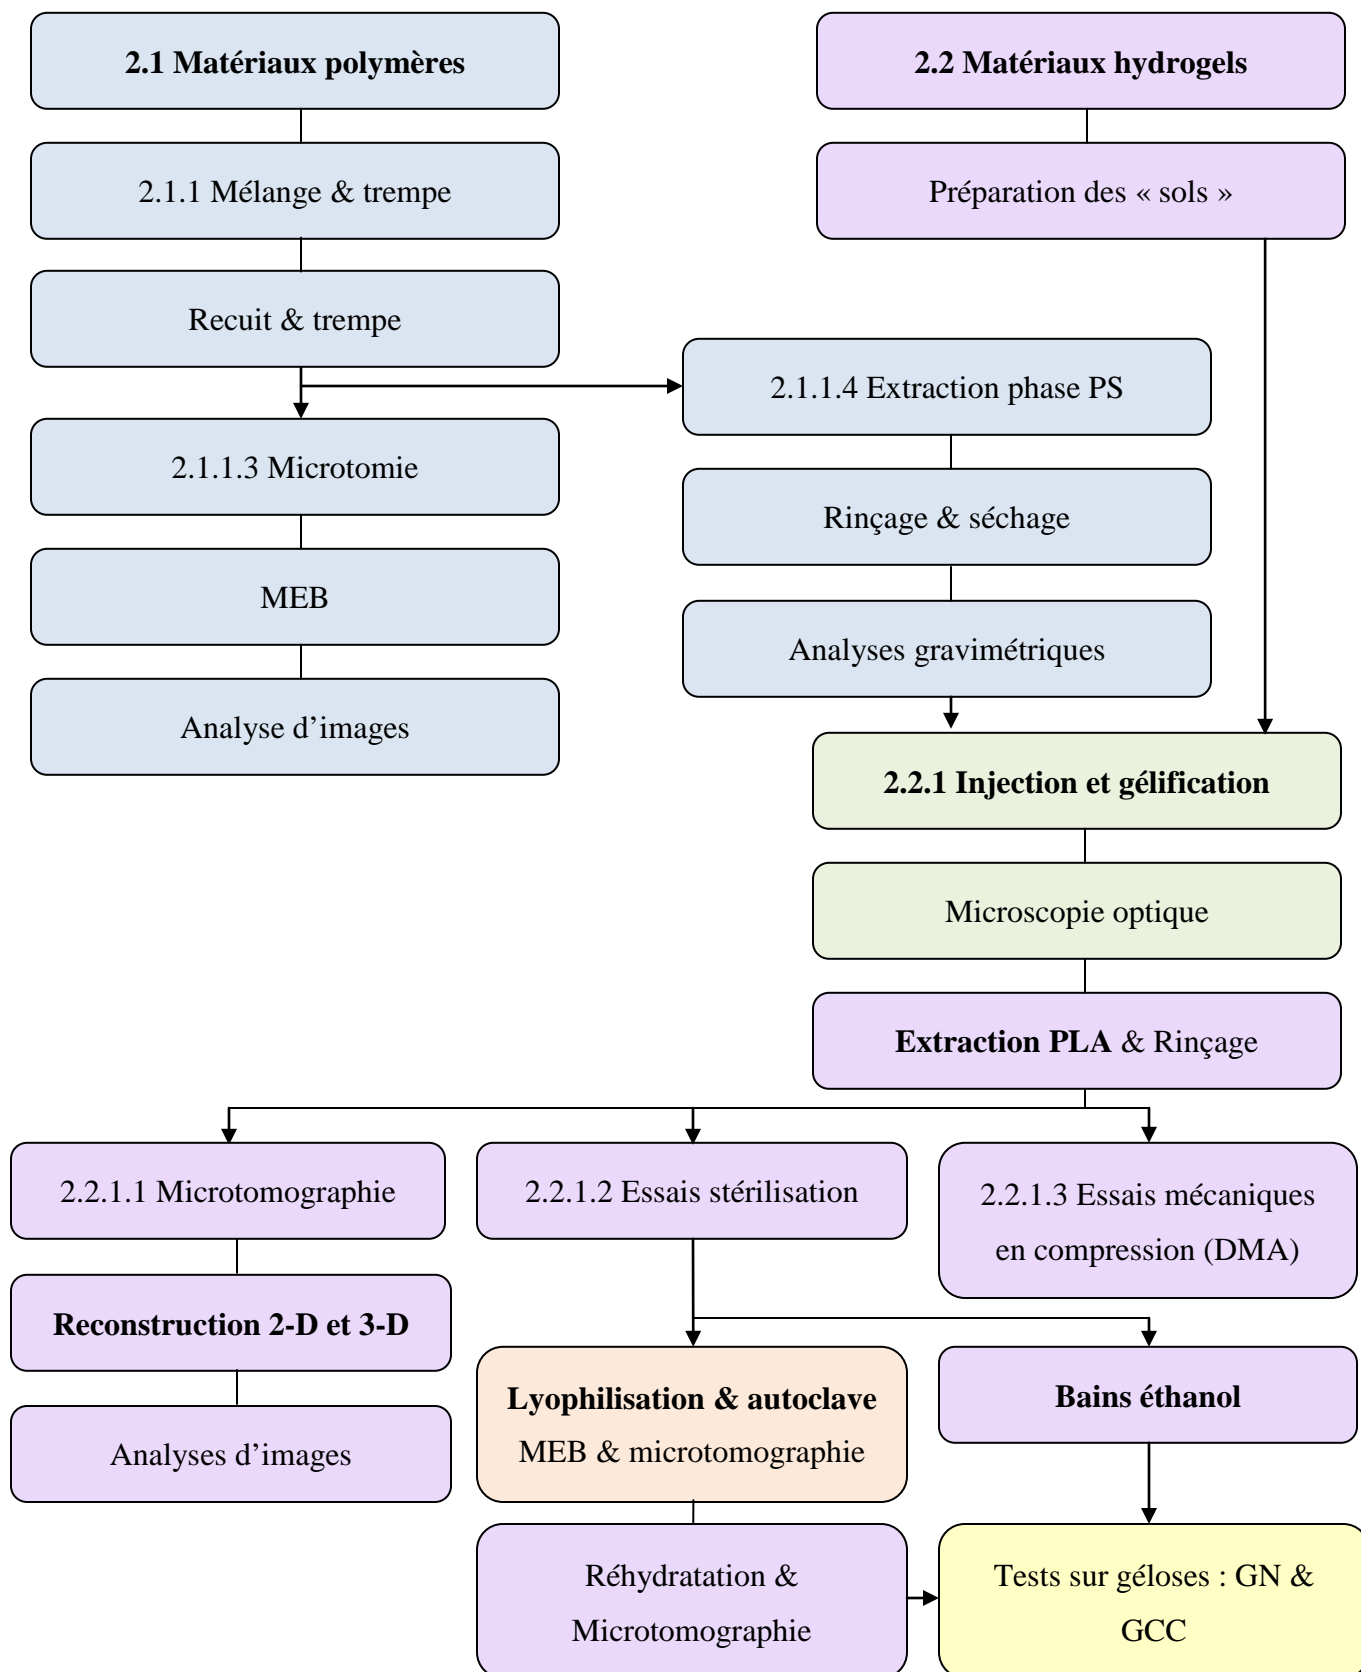 2.1 Matériaux polymères
2.2 Matériaux hydrogels
2.1.1 Mélange & trempe
Préparation des « sols »
Recuit & trempe
2.1.1.4 Extraction phase PS
2.1.1.3 Microtomie
Rinçage & séchage
MEB
Analyses gravimétriques
Analyse d’images
2.2.1 Injection et gélification
Microscopie optique
Extraction PLA & Rinçage
2.2.1.1 Microtomographie
2.2.1.2 Essais stérilisation
2.2.1.3 Essais mécaniques
en compression (DMA)
Reconstruction 2-D et 3-D
Lyophilisation & autoclave
MEB & microtomographie
Bains éthanol
Analyses d’images
Réhydratation &
Microtomographie
Tests sur géloses : GN &
GCC